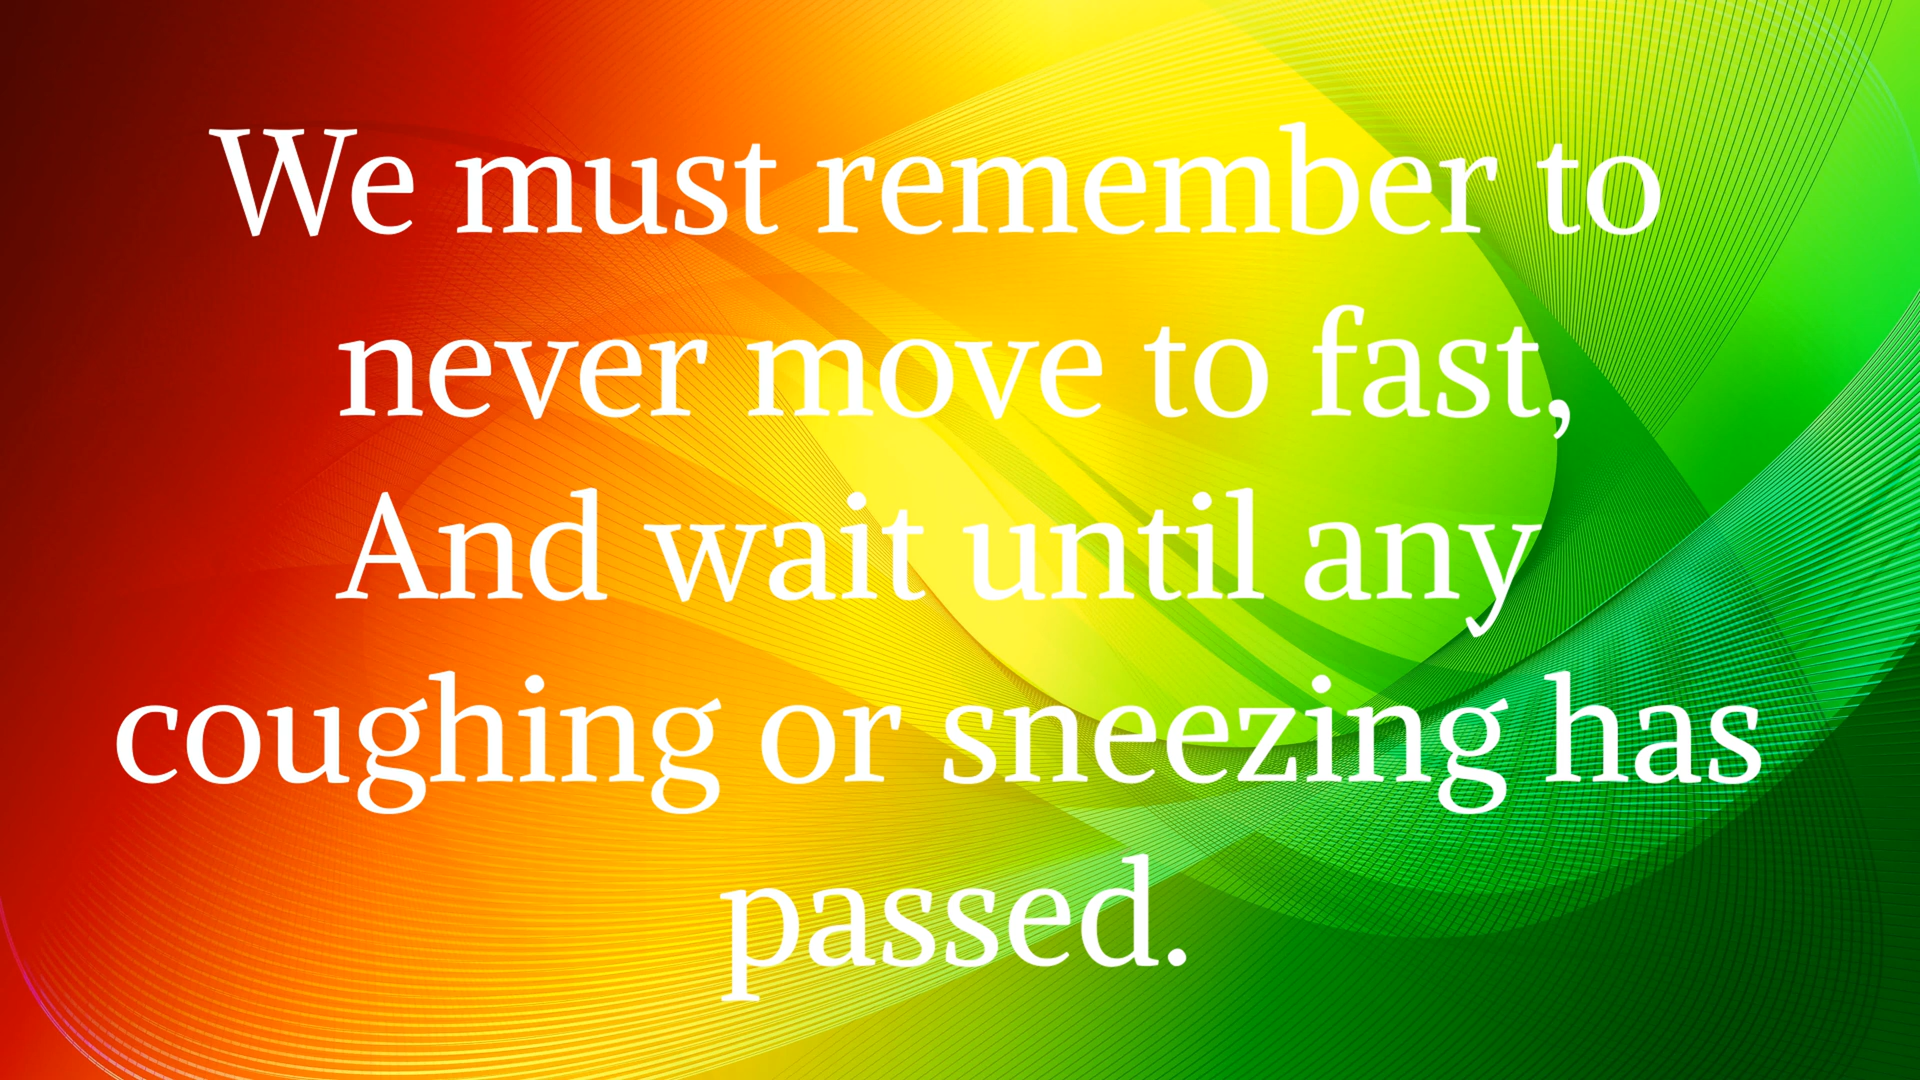 We must remember to
never move to fast,
And wait until any
coughing or sneezing has
passed.